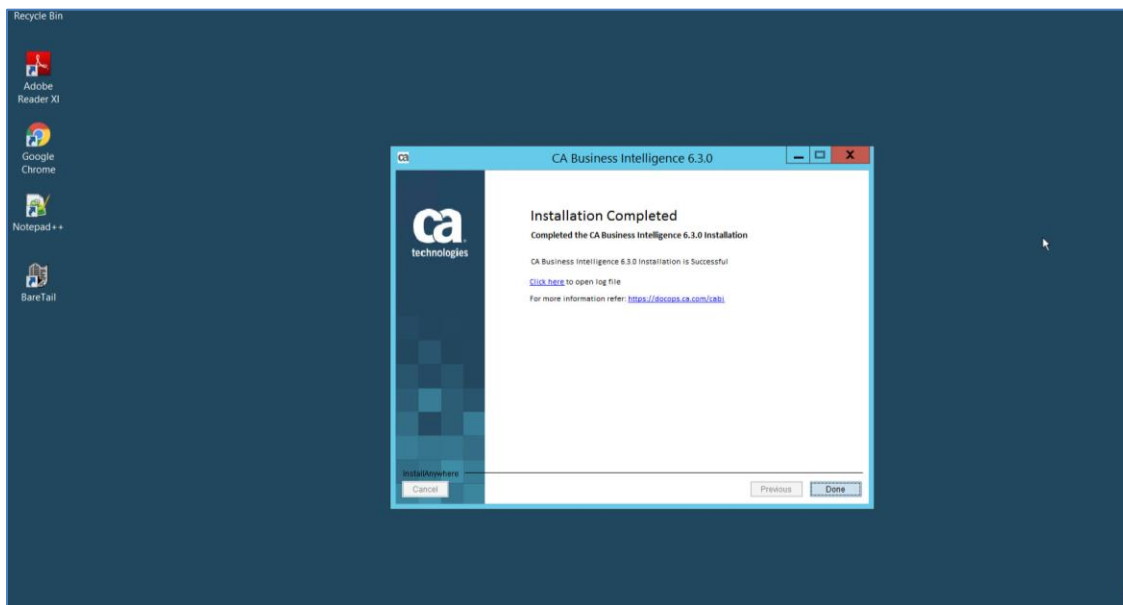 Recycle Bin
Adobe
Reader XI
Google
Chrome
Notepad++
BareTail
ca
CA Business Intelligence 6.3.0
ca
technologies
Installation Completed
Completed the CA Business Intelligence 6.3.0 Installation
CA Business Intelligence 6.3.0 Installation is Successful
Click here to open log file
For more information refer: https://docops.ca.com/cabi
InstallAnywhere
Cancel
Previous
Done